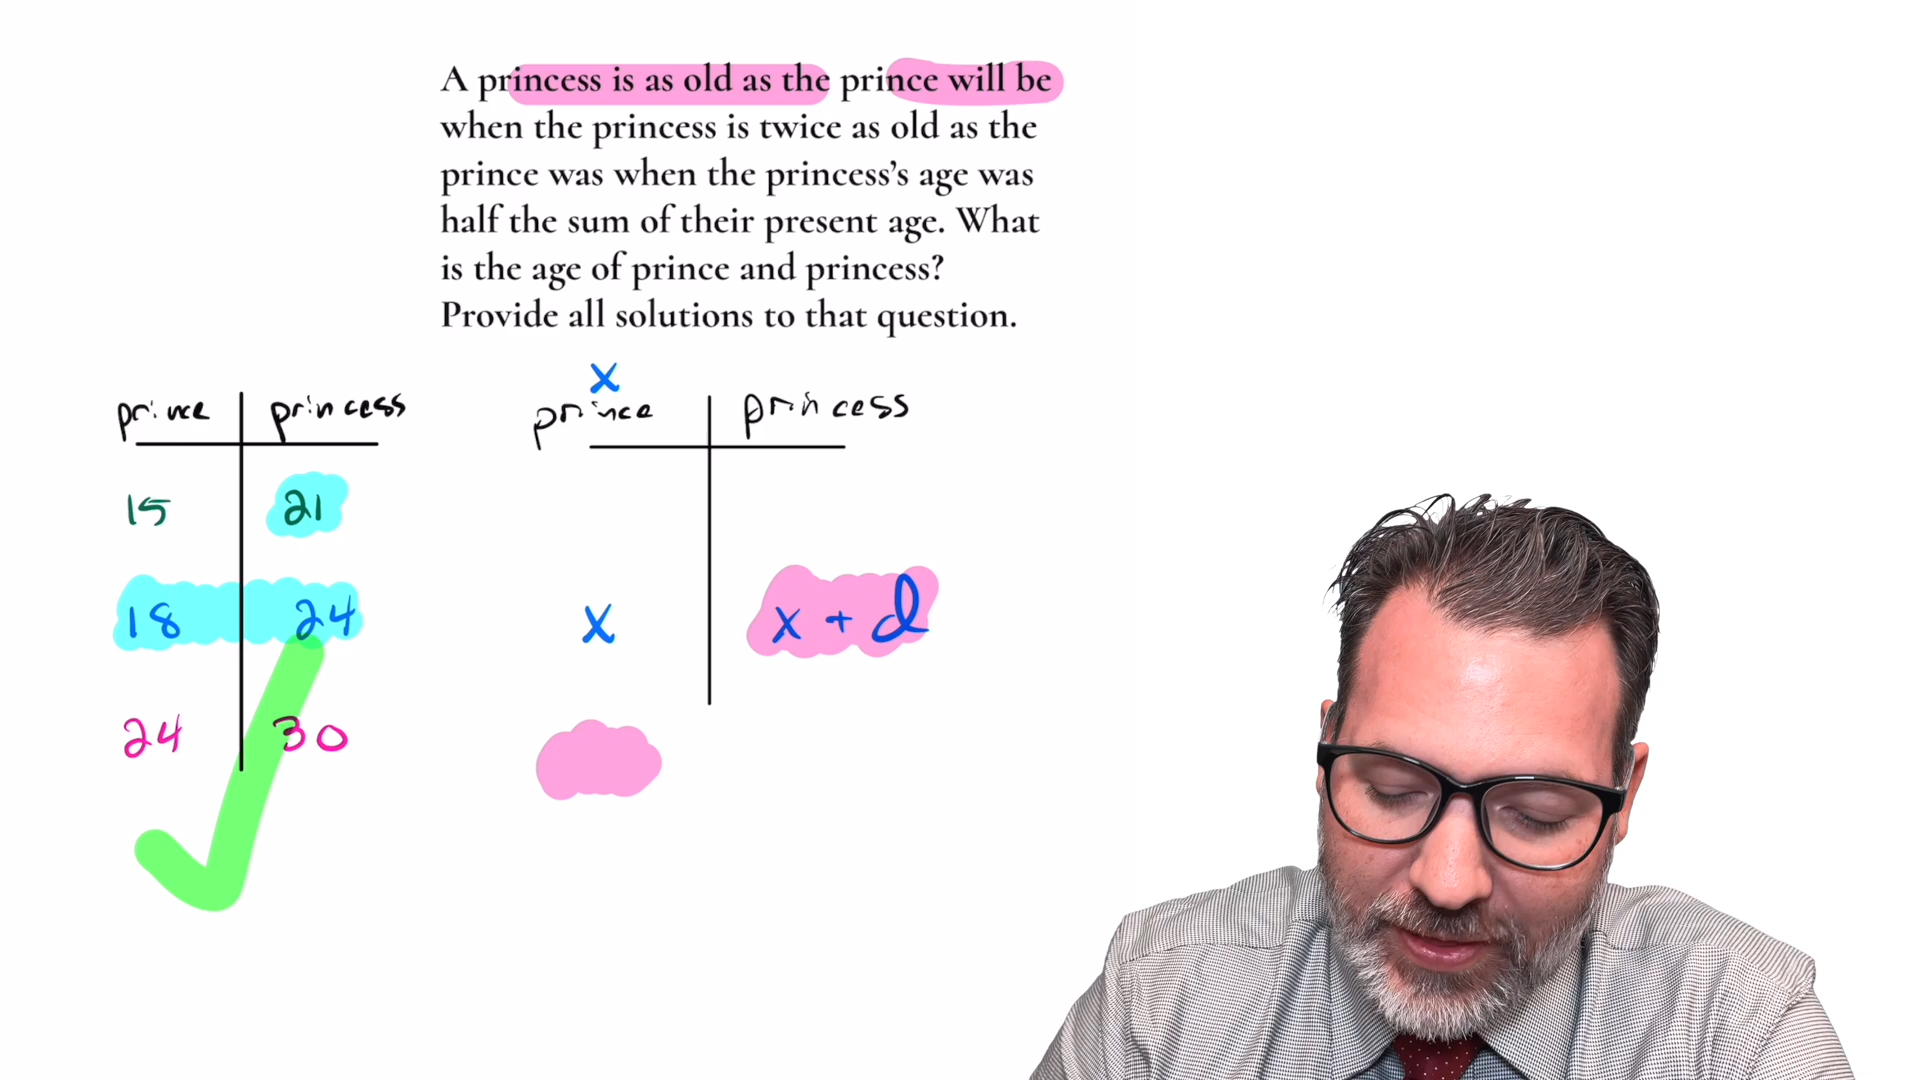 A princess is as old as the prince will be
when the princess is twice as old as the
prince was when the princess’s age was
half the sum of their present age. What
is the age of prince and princess?
Provide all solutions to that question.
prince princess
15 21
18 24
24 30
x
prince princess
x x + d